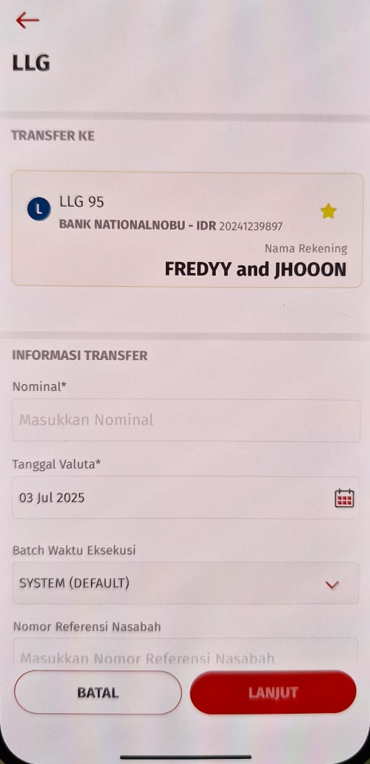 LLG
TRANSFER KE
L
LLG 95
BANK NATIONALNOBU - IDR 20241239897
Nama Rekening
FREDYY and JHOOON
INFORMASI TRANSFER
Nominal*
Masukkan Nominal
Tanggal Valuta*
03 Jul 2025
Batch Waktu Eksekusi
SYSTEM (DEFAULT)
Nomor Referensi Nasabah
Masukkan Nomor Referensi Nasabah
BATAL
LANJUT